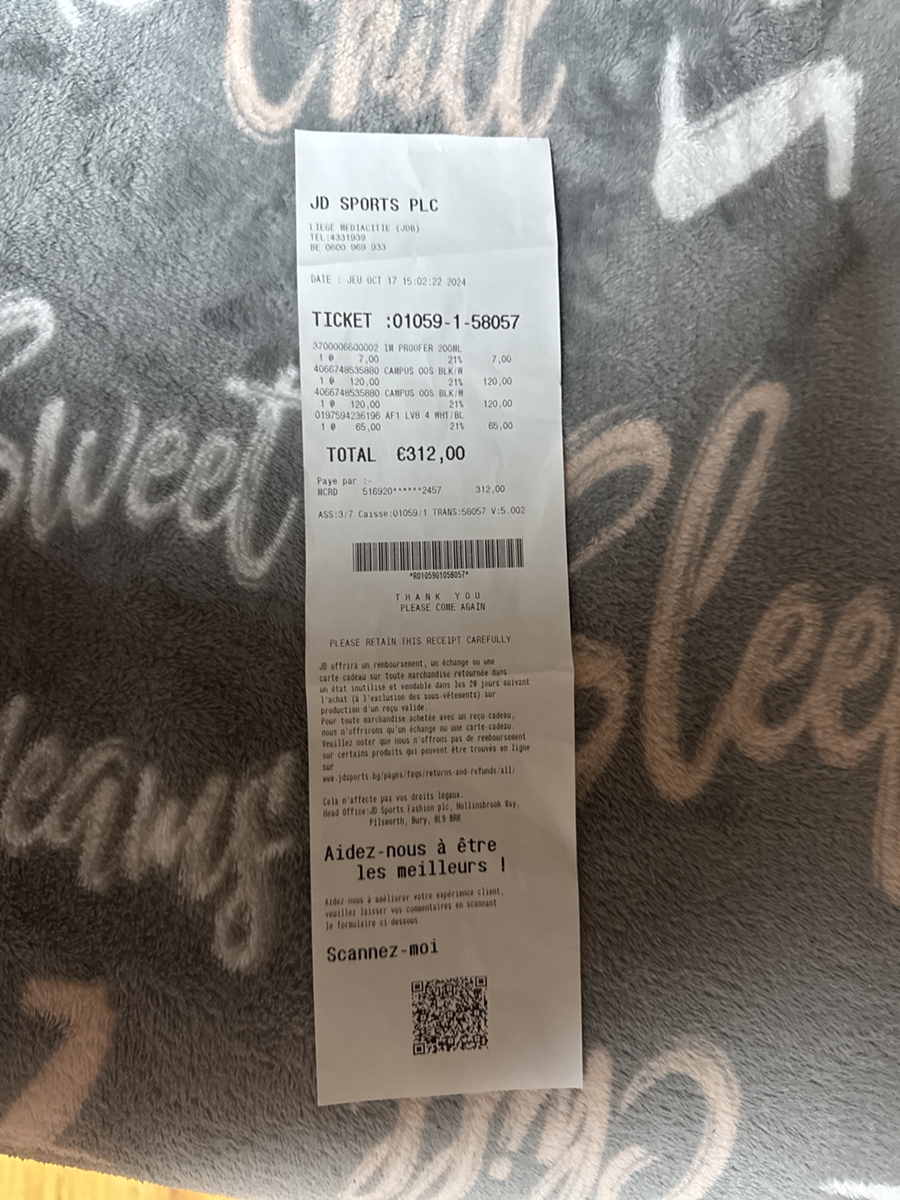 Chill
JD SPORTS PLC
LIEGE MEDIACITIE (JOB)
TEL:4331939
BE 0600 969 933
DATE : JEU OCT 17 15:02:22 2024
TICKET :01059-1-58057
3700006600002 IM PROOFER 200ML
1 @ 7,00 21% 7,00
4066748535880 CAMPUS 00S BLK/W
1 @ 120,00 21% 120,00
4066748535880 CAMPUS 00S BLK/W
1 @ 120,00 21% 120,00
0197594236196 AF1 LV8 4 WHT/BL
1 @ 65,00 21% 65,00
TOTAL €312,00
Paye par :-
MCRD 516920******2457 312,00
ASS:3/7 Caisse:01059/1 TRANS:58057 V:5.002
*R0105901058057*
THANK YOU
PLEASE COME AGAIN
PLEASE RETAIN THIS RECEIPT CAREFULLY
JD offrira un remboursement, un échange ou une
carte-cadeau sur toute marchandise retournée dans
un état inutilisé et vendable dans les 28 jours suivant
l'achat (à l'exclusion des sous-vêtements) sur
production d'un reçu valide.
Pour toute marchandise achetée avec un reçu-cadeau,
nous n'offrirons qu'un échange ou une carte-cadeau.
Veuillez noter que nous n'offrons pas de remboursement
sur certains produits qui peuvent être trouvés en ligne
sur
www.jdsports.bg/pages/faqs/returns-and-refunds/all/
Cela n'affecte pas vos droits légaux.
Head Office:JD Sports Fashion plc, Hollinsbrook Way,
Pilsworth, Bury, BL9 8RR
Aidez-nous à être
les meilleurs !
Aidez-nous à améliorer votre expérience client,
veuillez laisser vos commentaires en scannant
le formulaire ci-dessous
Scannez-moi
Sweet
Sleep